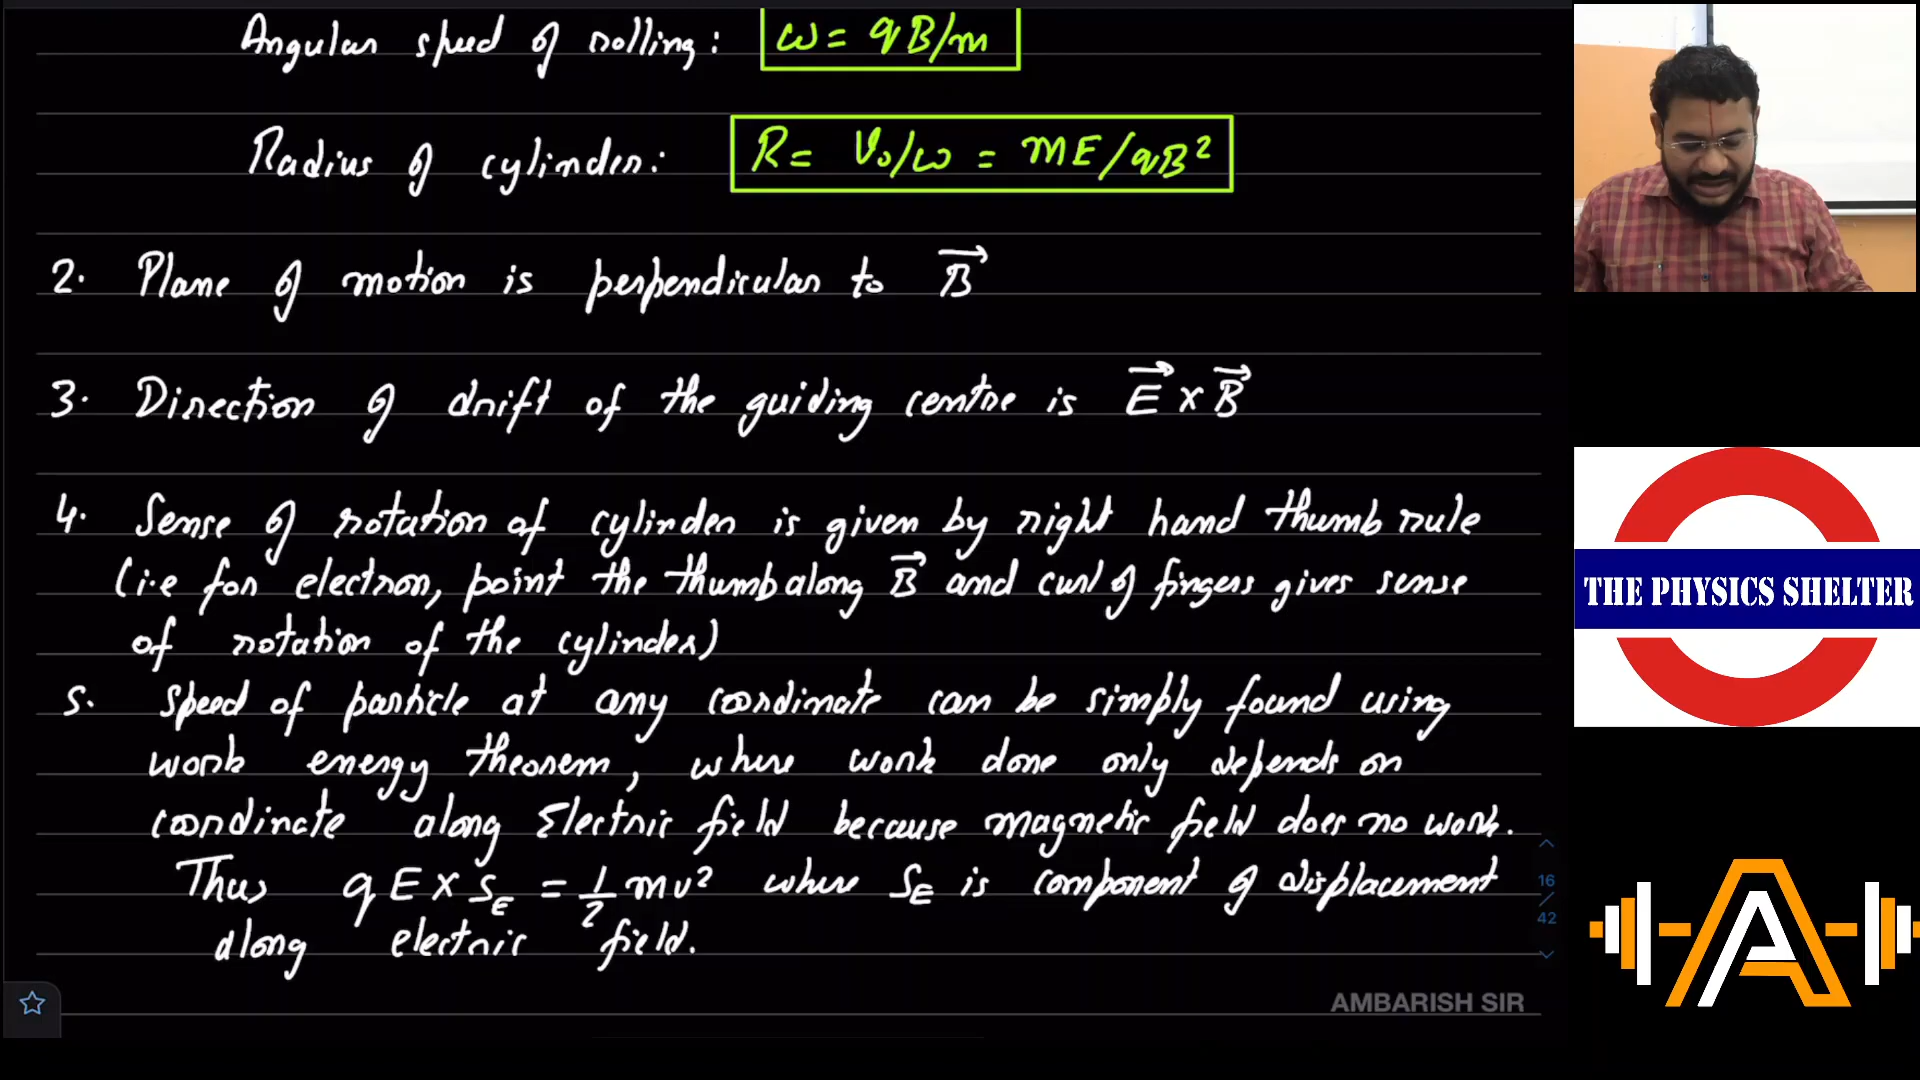 Angular speed of rolling: ω = qB/m
Radius of cylinder: R = V₀/ω = mE/qB²
2. Plane of motion is perpendicular to B⃗
3. Direction of drift of the guiding centre is E⃗ × B⃗
4. Sense of rotation of cylinder is given by right hand thumb rule
(i.e for electron, point the thumb along B⃗ and curl of fingers gives sense
of rotation of the cylinder)
5. Speed of particle at any coordinate can be simply found using
work energy theorem, where work done only depends on
coordinate along Electric field because magnetic field does no work.
Thus qE × S_E = 1/2 mv² where S_E is component of displacement
along electric field.
16
42
AMBARISH SIR
THE PHYSICS SHELTER
A